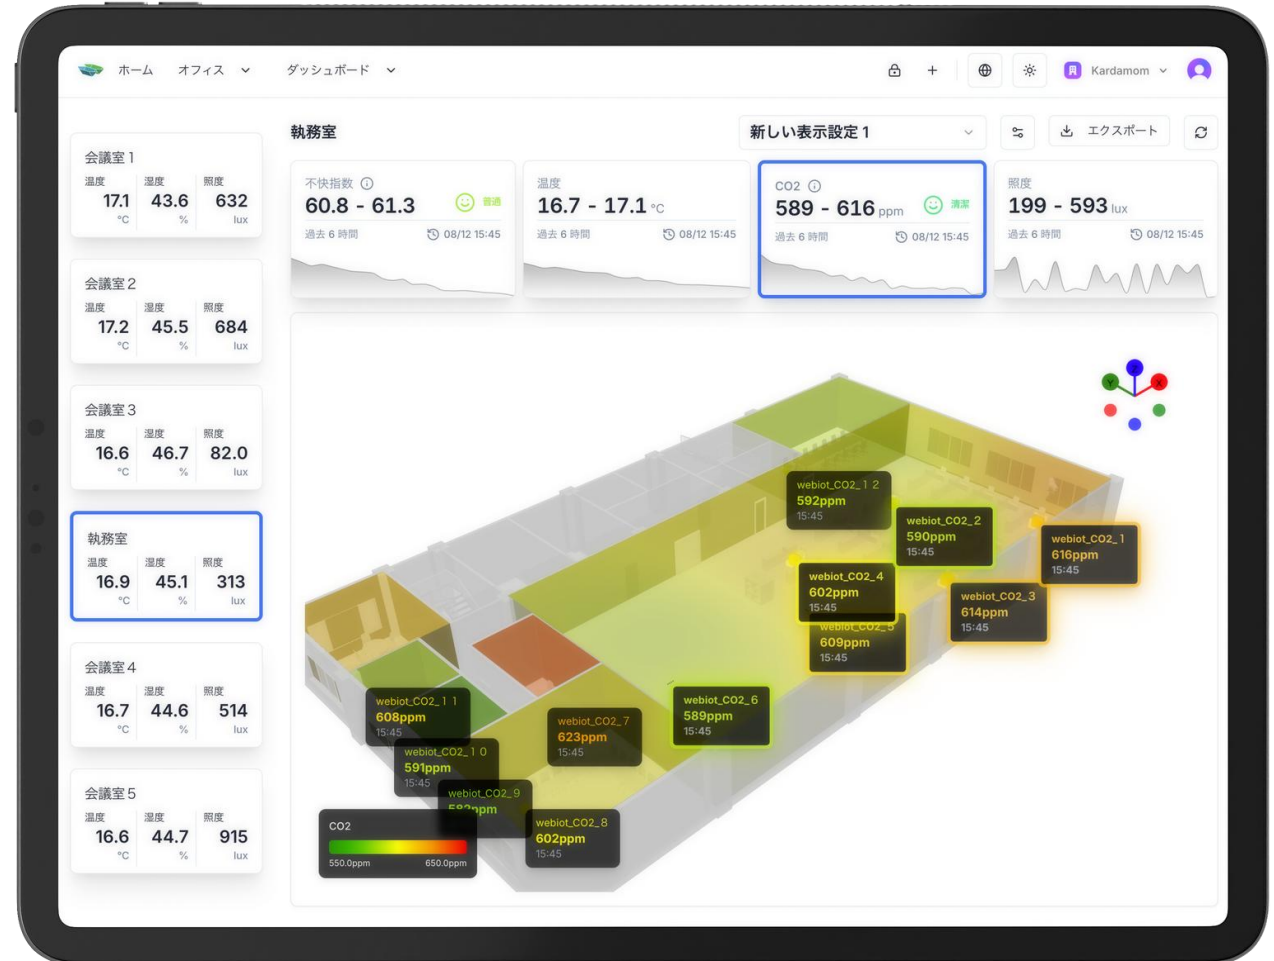 ホーム
オフィス
ダッシュボード
Kardamom
会議室1
温度 湿度 照度
17.1 43.6 632
°C % lux
会議室2
温度 湿度 照度
17.2 45.5 684
°C % lux
会議室3
温度 湿度 照度
16.6 46.7 82.0
°C % lux
執務室
温度 湿度 照度
16.9 45.1 313
°C % lux
会議室4
温度 湿度 照度
16.7 44.6 514
°C % lux
会議室5
温度 湿度 照度
16.6 44.7 915
°C % lux
執務室
新しい表示設定1
エクスポート
不快指数
60.8 - 61.3 普通
過去 6 時間 08/12 15:45
温度
16.7 - 17.1 °C
過去 6 時間 08/12 15:45
CO2
589 - 616 ppm 清潔
過去 6 時間 08/12 15:45
照度
199 - 593 lux
過去 6 時間 08/12 15:45
Z
Y X
webiot_CO2_12
592ppm
15:45
webiot_CO2_2
590ppm
15:45
webiot_CO2_1
616ppm
15:45
webiot_CO2_4
602ppm
15:45
webiot_CO2_3
614ppm
15:45
webiot_CO2_5
609ppm
15:45
webiot_CO2_6
589ppm
15:45
webiot_CO2_11
608ppm
15:45
webiot_CO2_7
623ppm
15:45
webiot_CO2_10
591ppm
15:45
webiot_CO2_9
582ppm
webiot_CO2_8
602ppm
15:45
CO2
550.0ppm 650.0ppm